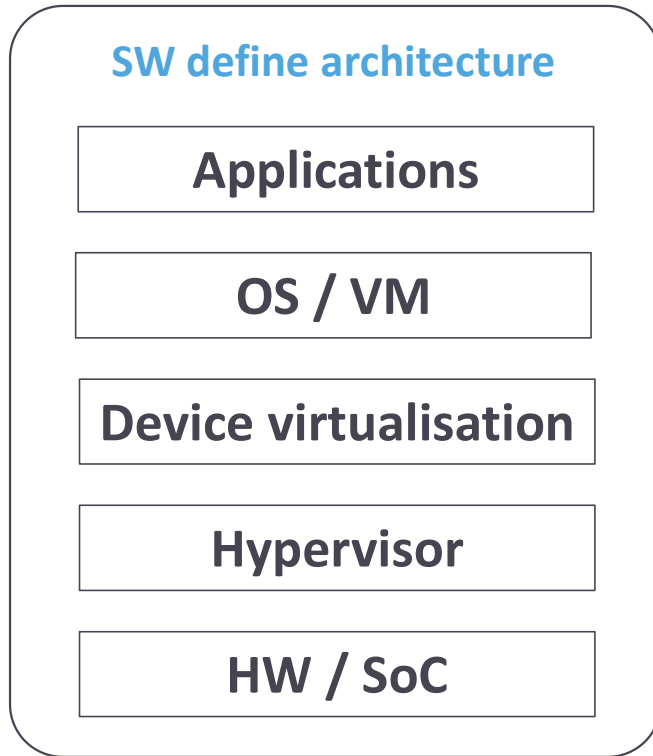 SW define architecture
Applications
OS / VM
Device virtualisation
Hypervisor
HW / SoC